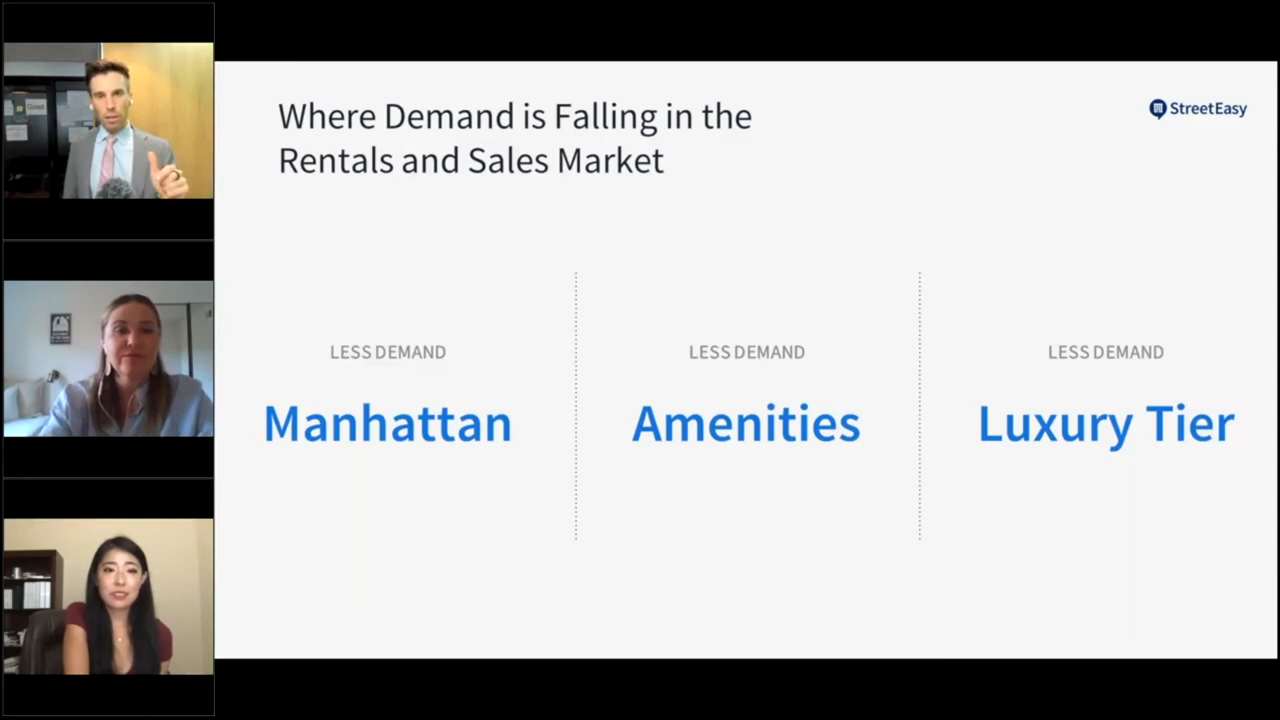 Where Demand is Falling in the
Rentals and Sales Market
StreetEasy
LESS DEMAND
Manhattan
LESS DEMAND
Amenities
LESS DEMAND
Luxury Tier
Good